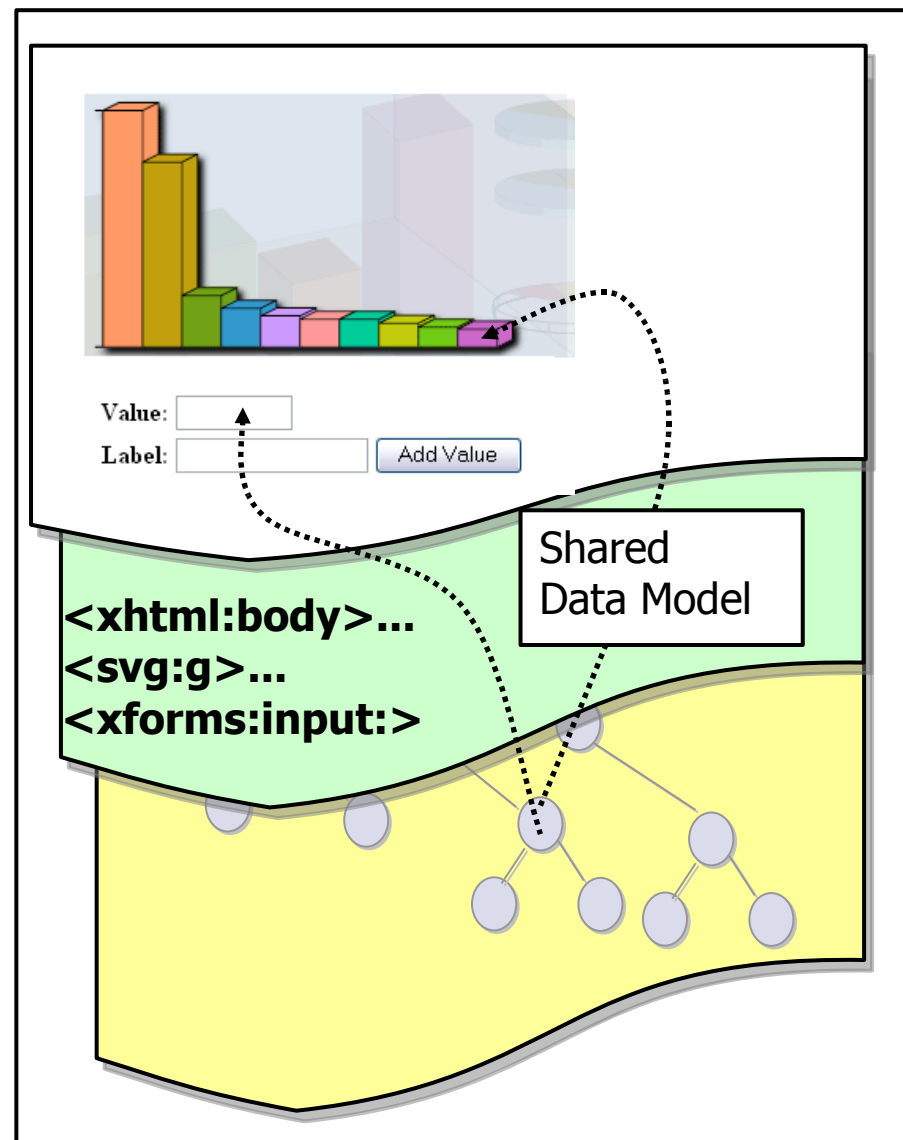 Value:
Label:
Add Value
Shared
Data Model
<xhtml:body>...
<svg:g>...
<xforms:input:>